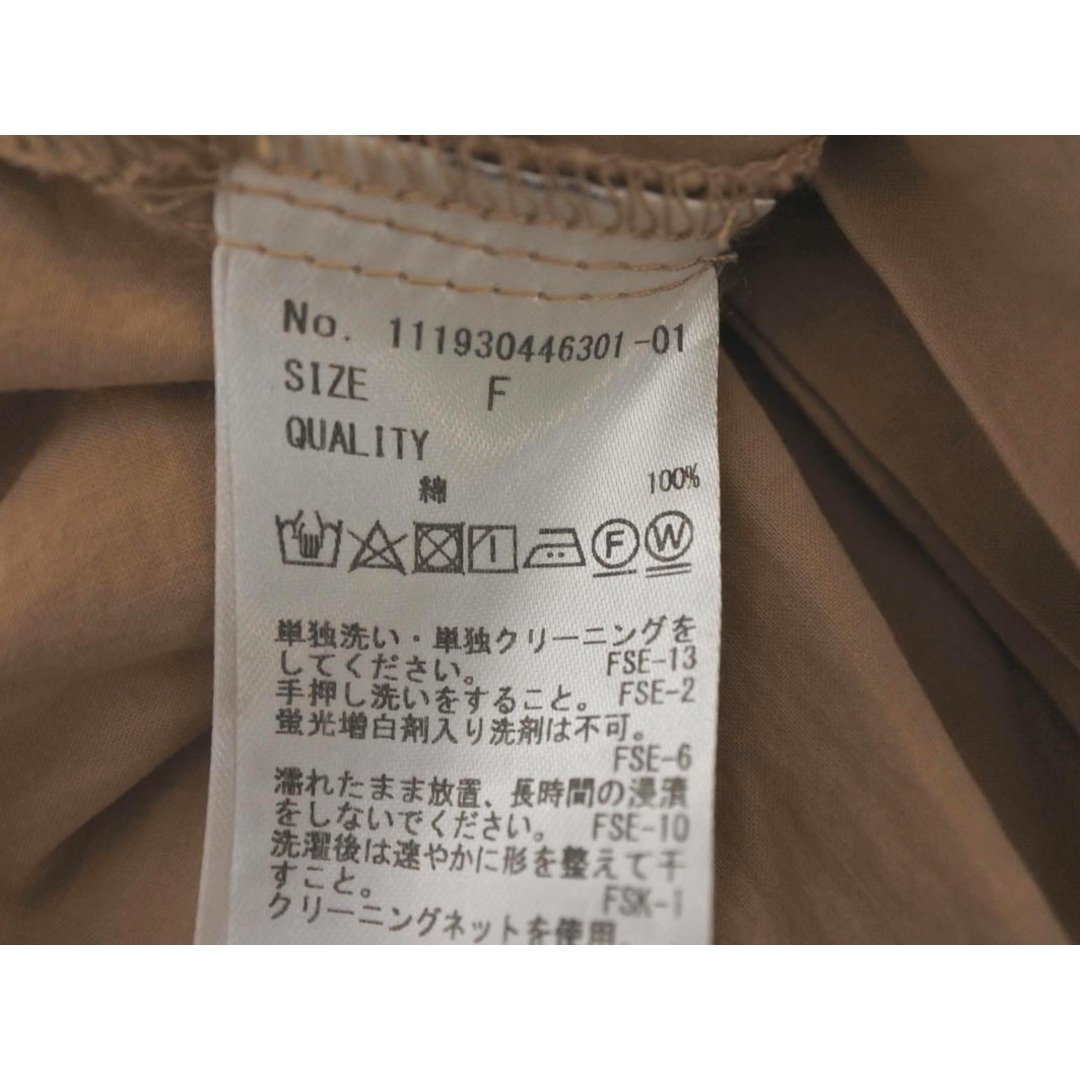 No. 111930446301-01
SIZE F
QUALITY
綿 100%
F W
単独洗い・単独クリーニングを
してください。 FSE-13
手押し洗いをすること。 FSE-2
蛍光増白剤入り洗剤は不可。
FSE-6
濡れたまま放置、長時間の浸漬
をしないでください。 FSE-10
洗濯後は速やかに形を整えて干
すこと。 FSK-1
クリーニングネットを使用